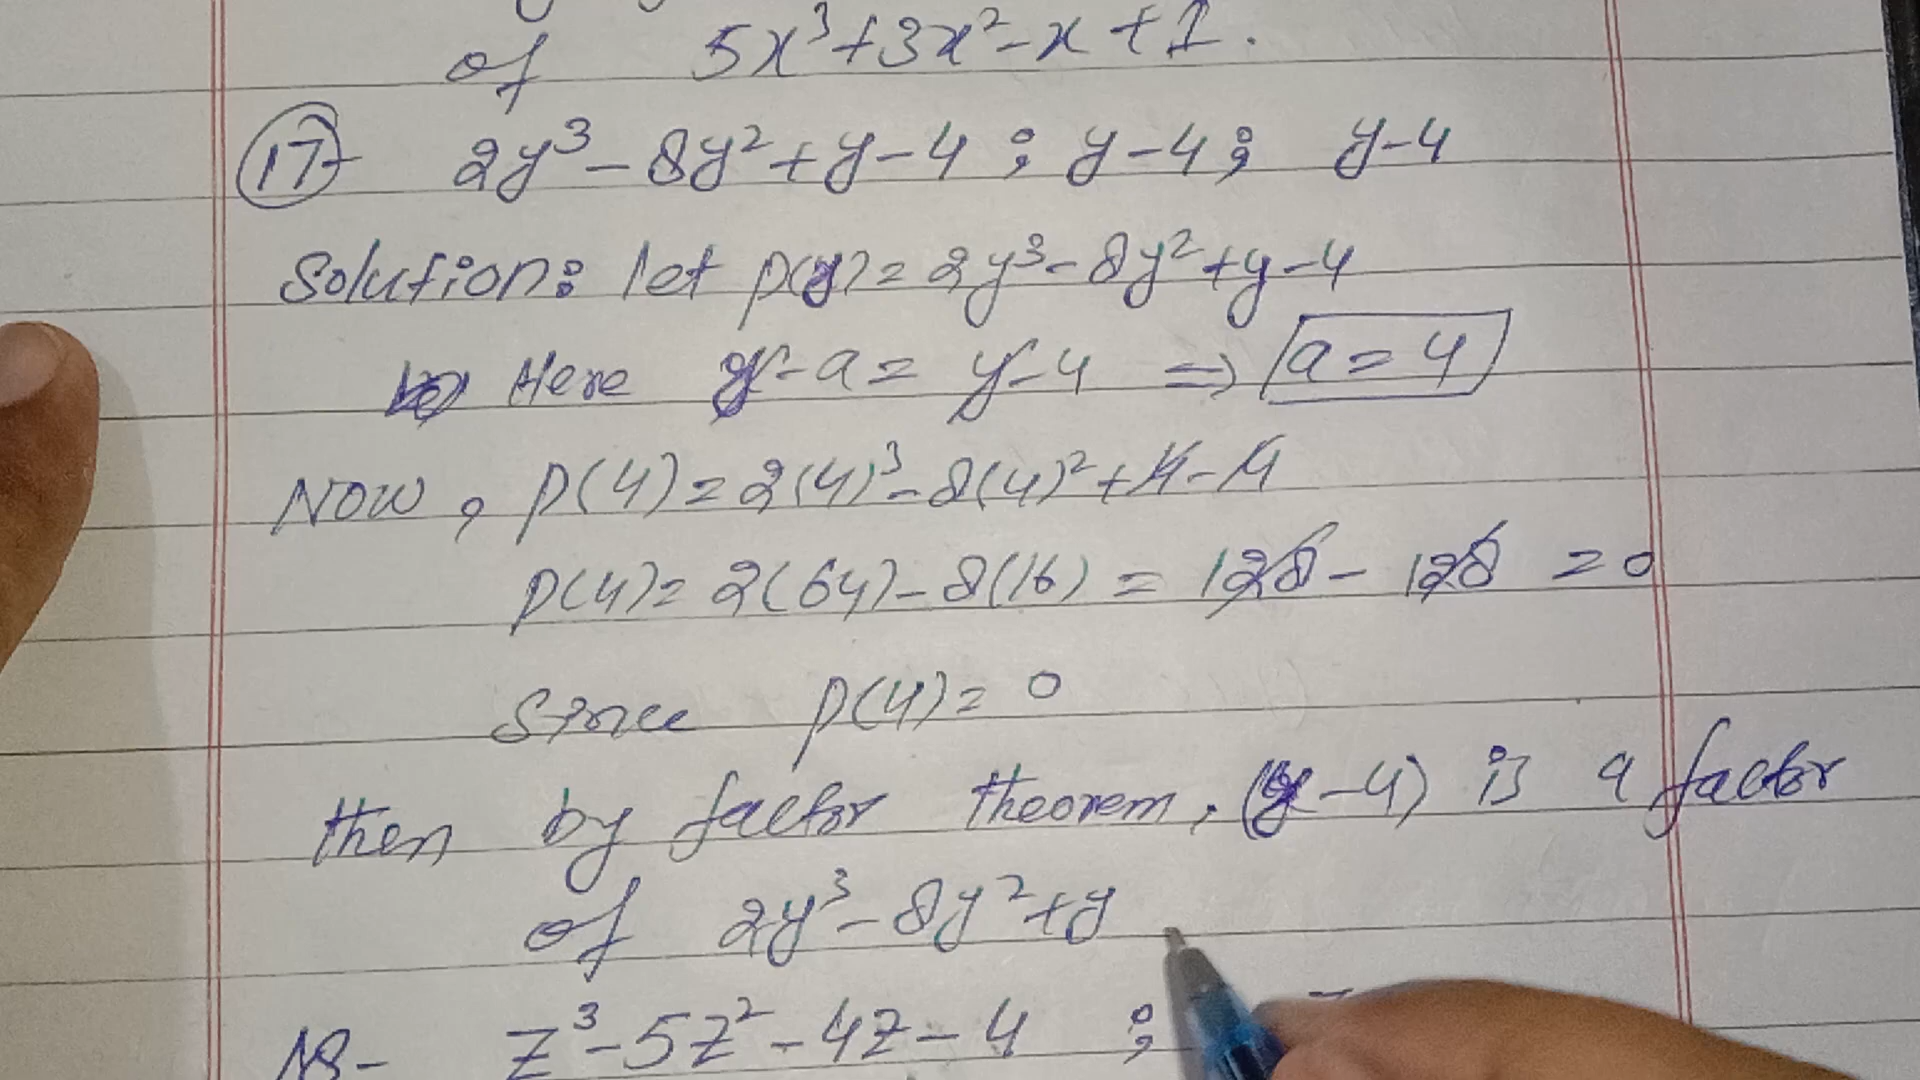 of 5x³+3x²-x+1.
17- 2y³-8y²+y-4 ; y-4 ; y-4
Solution: let p(y) = 2y³-8y²+y-4
Here y-a = y-4 ⇒ a=4
Now, p(4) = 2(4)³-8(4)²+4-4
p(4) = 2(64)-8(16) = 128-128 = 0
Since p(4) = 0
then by factor theorem, (y-4) is a factor
of 2y³-8y²+y
18- z³-5z²-4z-4 ;